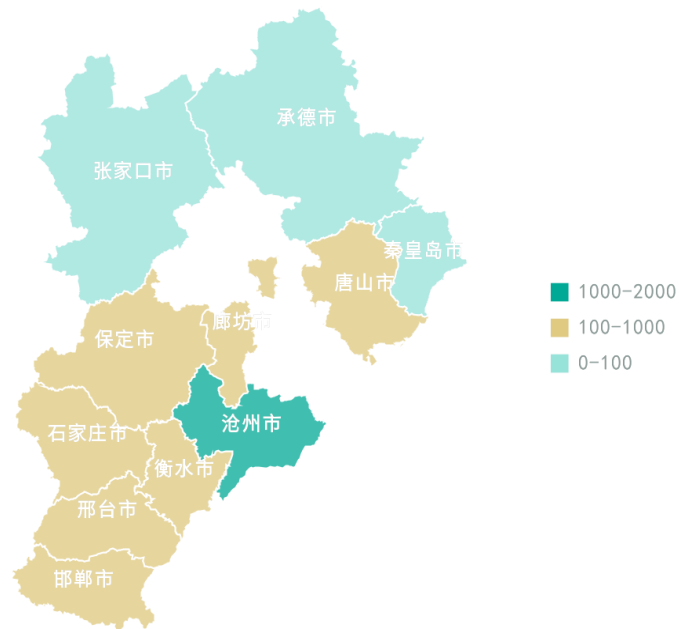 承德市
张家口市
秦皇岛市
唐山市
廊坊市
保定市
沧州市
石家庄市
衡水市
邢台市
邯郸市
1000-2000
100-1000
0-100